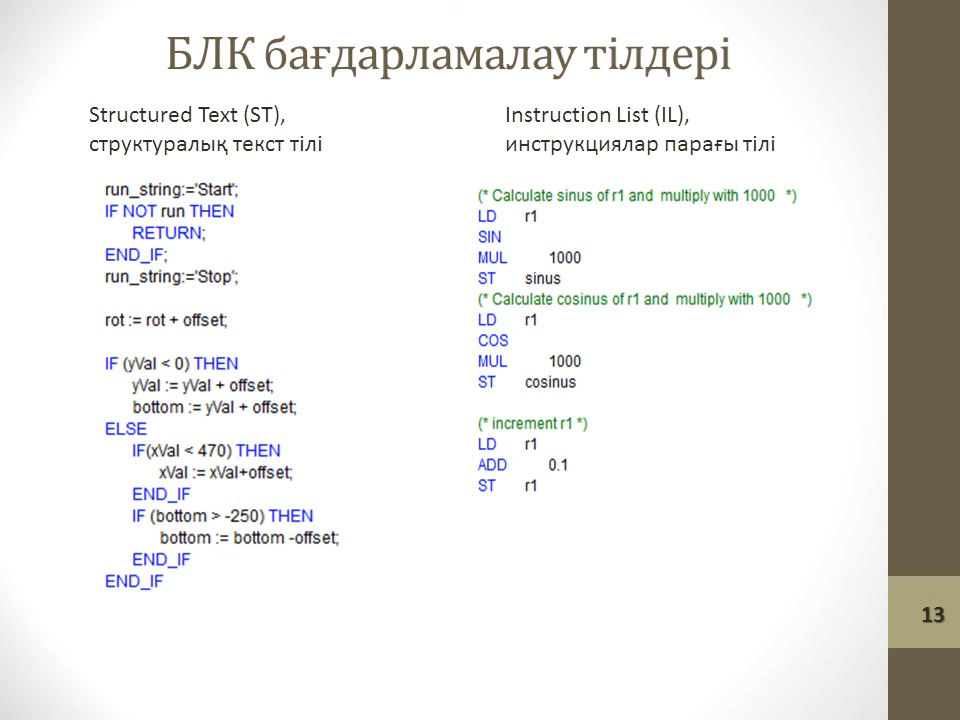 БЛК бағдарламалау тілдері
Structured Text (ST),
структуралық текст тілі
run_string:='Start';
IF NOT run THEN
RETURN;
END_IF;
run_string:='Stop';
rot := rot + offset;
IF (yVal < 0) THEN
yVal := yVal + offset;
bottom := yVal + offset;
ELSE
IF(xVal < 470) THEN
xVal := xVal+offset;
END_IF
IF (bottom > -250) THEN
bottom := bottom -offset;
END_IF
END_IF
Instruction List (IL),
инструкциялар парағы тілі
(* Calculate sinus of r1 and multiply with 1000 *)
LD r1
SIN
MUL 1000
ST sinus
(* Calculate cosinus of r1 and multiply with 1000 *)
LD r1
COS
MUL 1000
ST cosinus
(* increment r1 *)
LD r1
ADD 0.1
ST r1
13